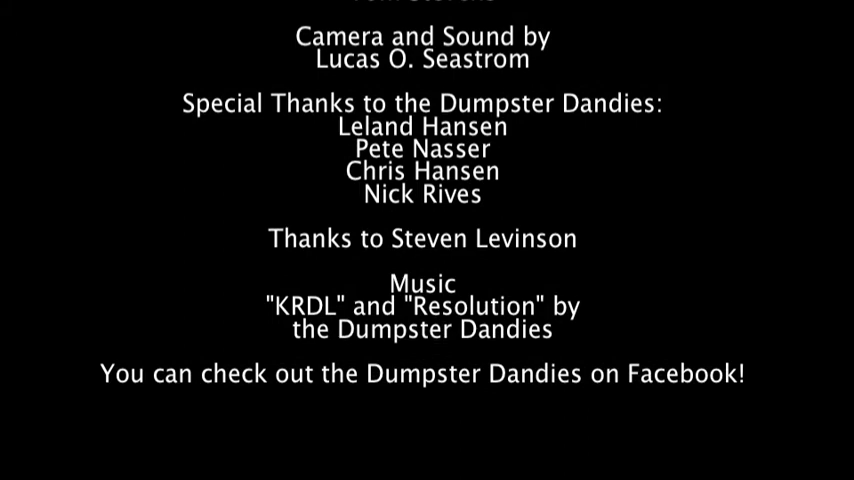 Camera and Sound by
Lucas O. Seastrom
Special Thanks to the Dumpster Dandies:
Leland Hansen
Pete Nasser
Chris Hansen
Nick Rives
Thanks to Steven Levinson
Music
"KRDL" and "Resolution" by
the Dumpster Dandies
You can check out the Dumpster Dandies on Facebook!